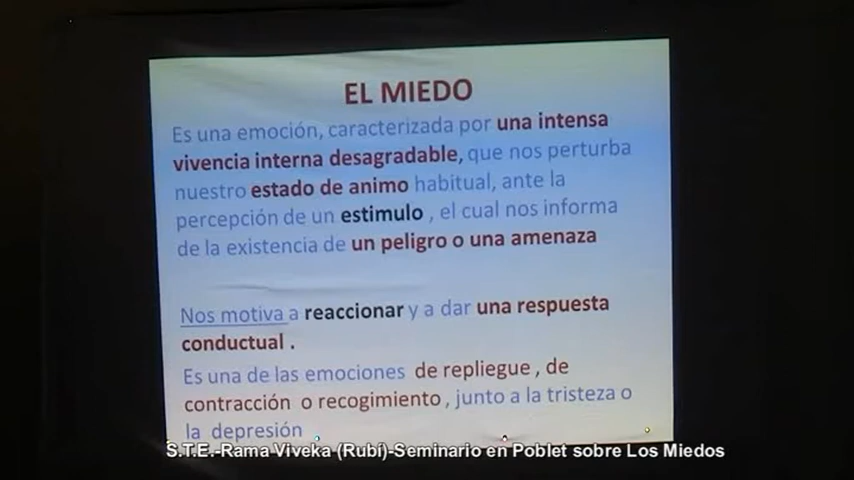 EL MIEDO
Es una emoción, caracterizada por una intensa
vivencia interna desagradable, que nos perturba
nuestro estado de animo habitual, ante la
percepción de un estimulo , el cual nos informa
de la existencia de un peligro o una amenaza
Nos motiva a reaccionar y a dar una respuesta
conductual .
Es una de las emociones de repliegue , de
contracción o recogimiento , junto a la tristeza o
la depresión
S.T.E.-Rama Viveka (Rubí)-Seminario en Poblet sobre Los Miedos